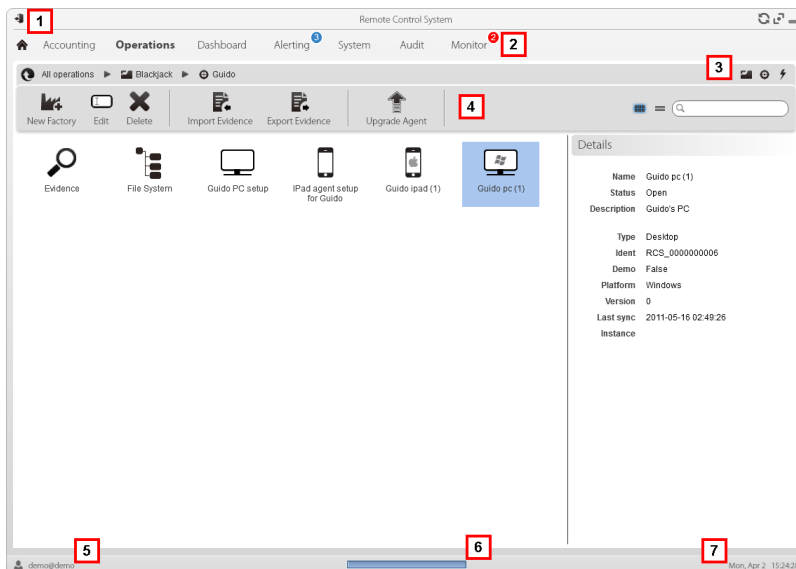 1
Remote Control System
Accounting Operations Dashboard Alerting 3 System Audit Monitor 2 2
All operations Blackjack Guido 3
New Factory Edit Delete Import Evidence Export Evidence Upgrade Agent 4
Details
Evidence File System Guido PC setup IPad agent setup for Guido Guido ipad (1) Guido pc (1)
Name Guido pc (1)
Status Open
Description Guido's PC
Type Desktop
Ident RCS_0000000006
Demo False
Platform Windows
Version 0
Last sync 2011-05-16 02:49:26
Instance
5 6 7
demo@demo Mon, Apr 2 15:24:2